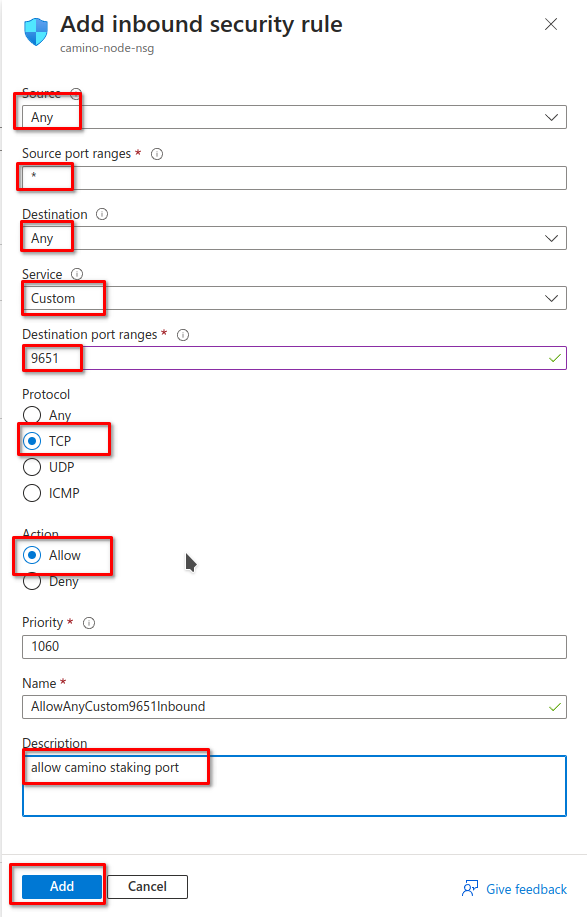 Add inbound security rule
camino-node-nsg
Source
Any
Source port ranges *
*
Destination
Any
Service
Custom
Destination port ranges *
9651
Protocol
Any
TCP
UDP
ICMP
Action
Allow
Deny
Priority *
1060
Name *
AllowAnyCustom9651Inbound
Description
allow camino staking port
Add Cancel Give feedback